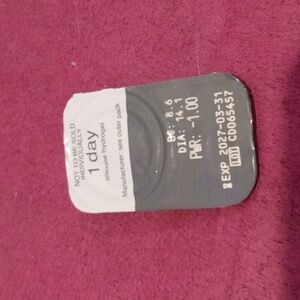 NOT TO BE SOLD
INDIVIDUALLY
1 day
silicone hydrogel
Manufacturer, see outer pack
BC: 8.6
DIA: 14.1
PWR: -1.00
EXP 2027-03-31
LOT CD065457